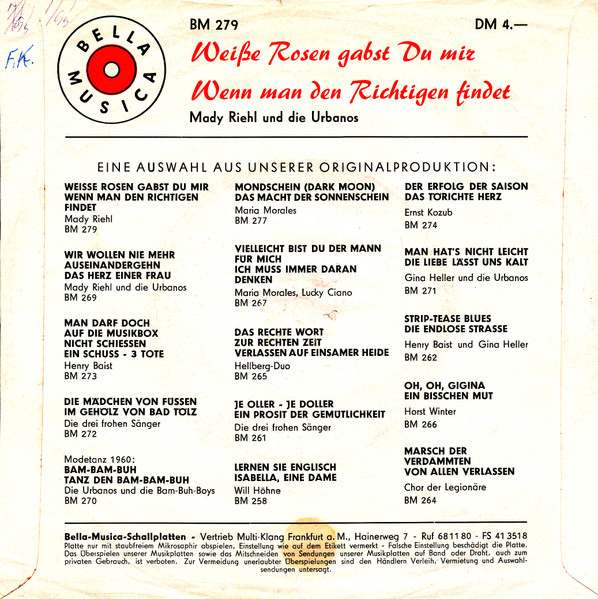 F.K.
BELLA
MUSICA
BM 279
DM 4.—
Weiße Rosen gabst Du mir
Wenn man den Richtigen findet
Mady Riehl und die Urbanos
EINE AUSWAHL AUS UNSERER ORIGINALPRODUKTION:
WEISSE ROSEN GABST DU MIR
WENN MAN DEN RICHTIGEN
FINDET
Mady Riehl
BM 279
WIR WOLLEN NIE MEHR
AUSEINANDERGEHN
DAS HERZ EINER FRAU
Mady Riehl und die Urbanos
BM 269
MAN DARF DOCH
AUF DIE MUSIKBOX
NICHT SCHIESSEN
EIN SCHUSS - 3 TOTE
Henry Baist
BM 273
DIE MÄDCHEN VON FÜSSEN
IM GEHÖLZ VON BAD TÖLZ
Die drei frohen Sänger
BM 272
Modetanz 1960:
BAM-BAM-BUH
TANZ DEN BAM-BAM-BUH
Die Urbanos und die Bam-Buh-Boys
BM 270
MONDSCHEIN (DARK MOON)
DAS MACHT DER SONNENSCHEIN
Maria Morales
BM 277
VIELLEICHT BIST DU DER MANN
FÜR MICH
ICH MUSS IMMER DARAN
DENKEN
Maria Morales, Lucky Ciano
BM 267
DAS RECHTE WORT
ZUR RECHTEN ZEIT
VERLASSEN AUF EINSAMER HEIDE
Hellberg-Duo
BM 265
JE OLLER - JE DOLLER
EIN PROSIT DER GEMÜTLICHKEIT
Die drei frohen Sänger
BM 261
LERNEN SIE ENGLISCH
ISABELLA, EINE DAME
Will Höhne
BM 258
DER ERFOLG DER SAISON
DAS TÖRICHTE HERZ
Ernst Kozub
BM 274
MAN HAT'S NICHT LEICHT
DIE LIEBE LÄSST UNS KALT
Gina Heller und die Urbanos
BM 271
STRIP-TEASE BLUES
DIE ENDLOSE STRASSE
Henry Baist und Gina Heller
BM 262
OH, OH, GIGINA
EIN BISSCHEN MUT
Horst Winter
BM 266
MARSCH DER
VERDAMMTEN
VON ALLEN VERLASSEN
Chor der Legionäre
BM 264
Bella-Musica-Schallplatten - Vertrieb Multi-Klang Frankfurt a. M., Hainerweg 7 - Ruf 68 11 80 - FS 41 3518
Platte nur mit staubfreiem Mikrosaphir abspielen, Einstellung wie auf dem Etikett vermerkt - Falsche Einstellung beschädigt die Platte.
Das Überspielen unserer Musikplatten sowie das Mitschneiden von Sendungen unserer Musikplatten auf Band oder Draht, auch zum
privaten Gebrauch, ist verboten. Zur Vermeidung unerlaubter Überspielungen sind den Händlern Verleih, Vermietung und Auswahl-
sendungen untersagt.